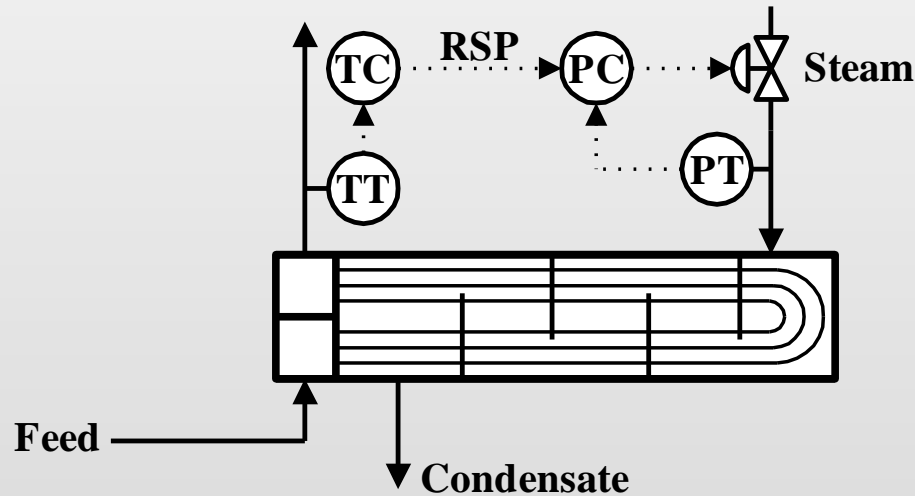 RSP
TC
PC
Steam
TT
PT
Feed
Condensate